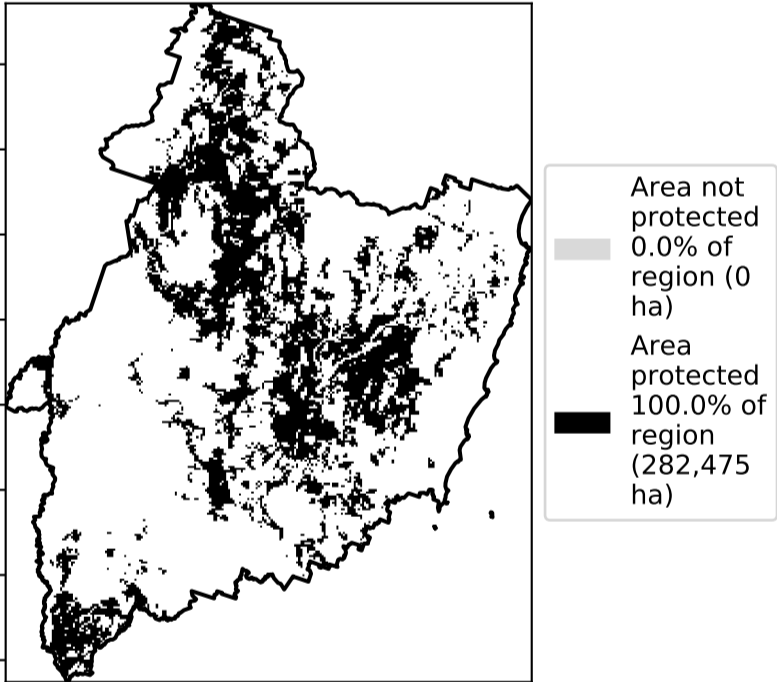 Area not
protected
0.0% of
region (0
ha)
Area
protected
100.0% of
region
(282,475
ha)